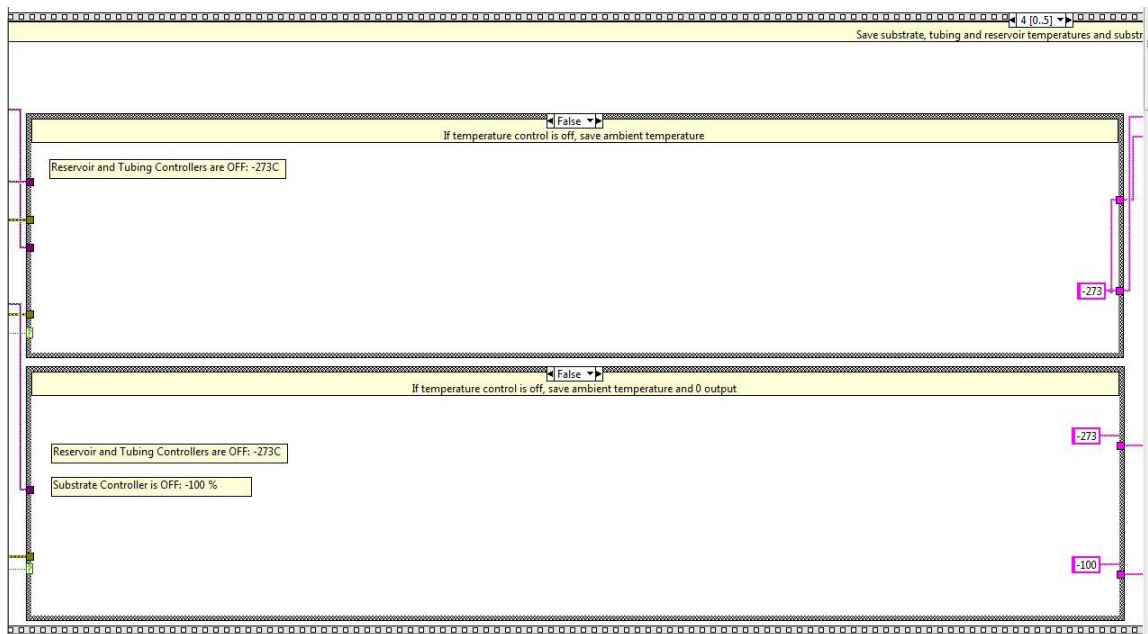 4 [0..5]
Save substrate, tubing and reservoir temperatures and substr
False
If temperature control is off, save ambient temperature
Reservoir and Tubing Controllers are OFF: -273C
-273
?
False
If temperature control is off, save ambient temperature and 0 output
-273
Reservoir and Tubing Controllers are OFF: -273C
Substrate Controller is OFF: -100 %
-100
?